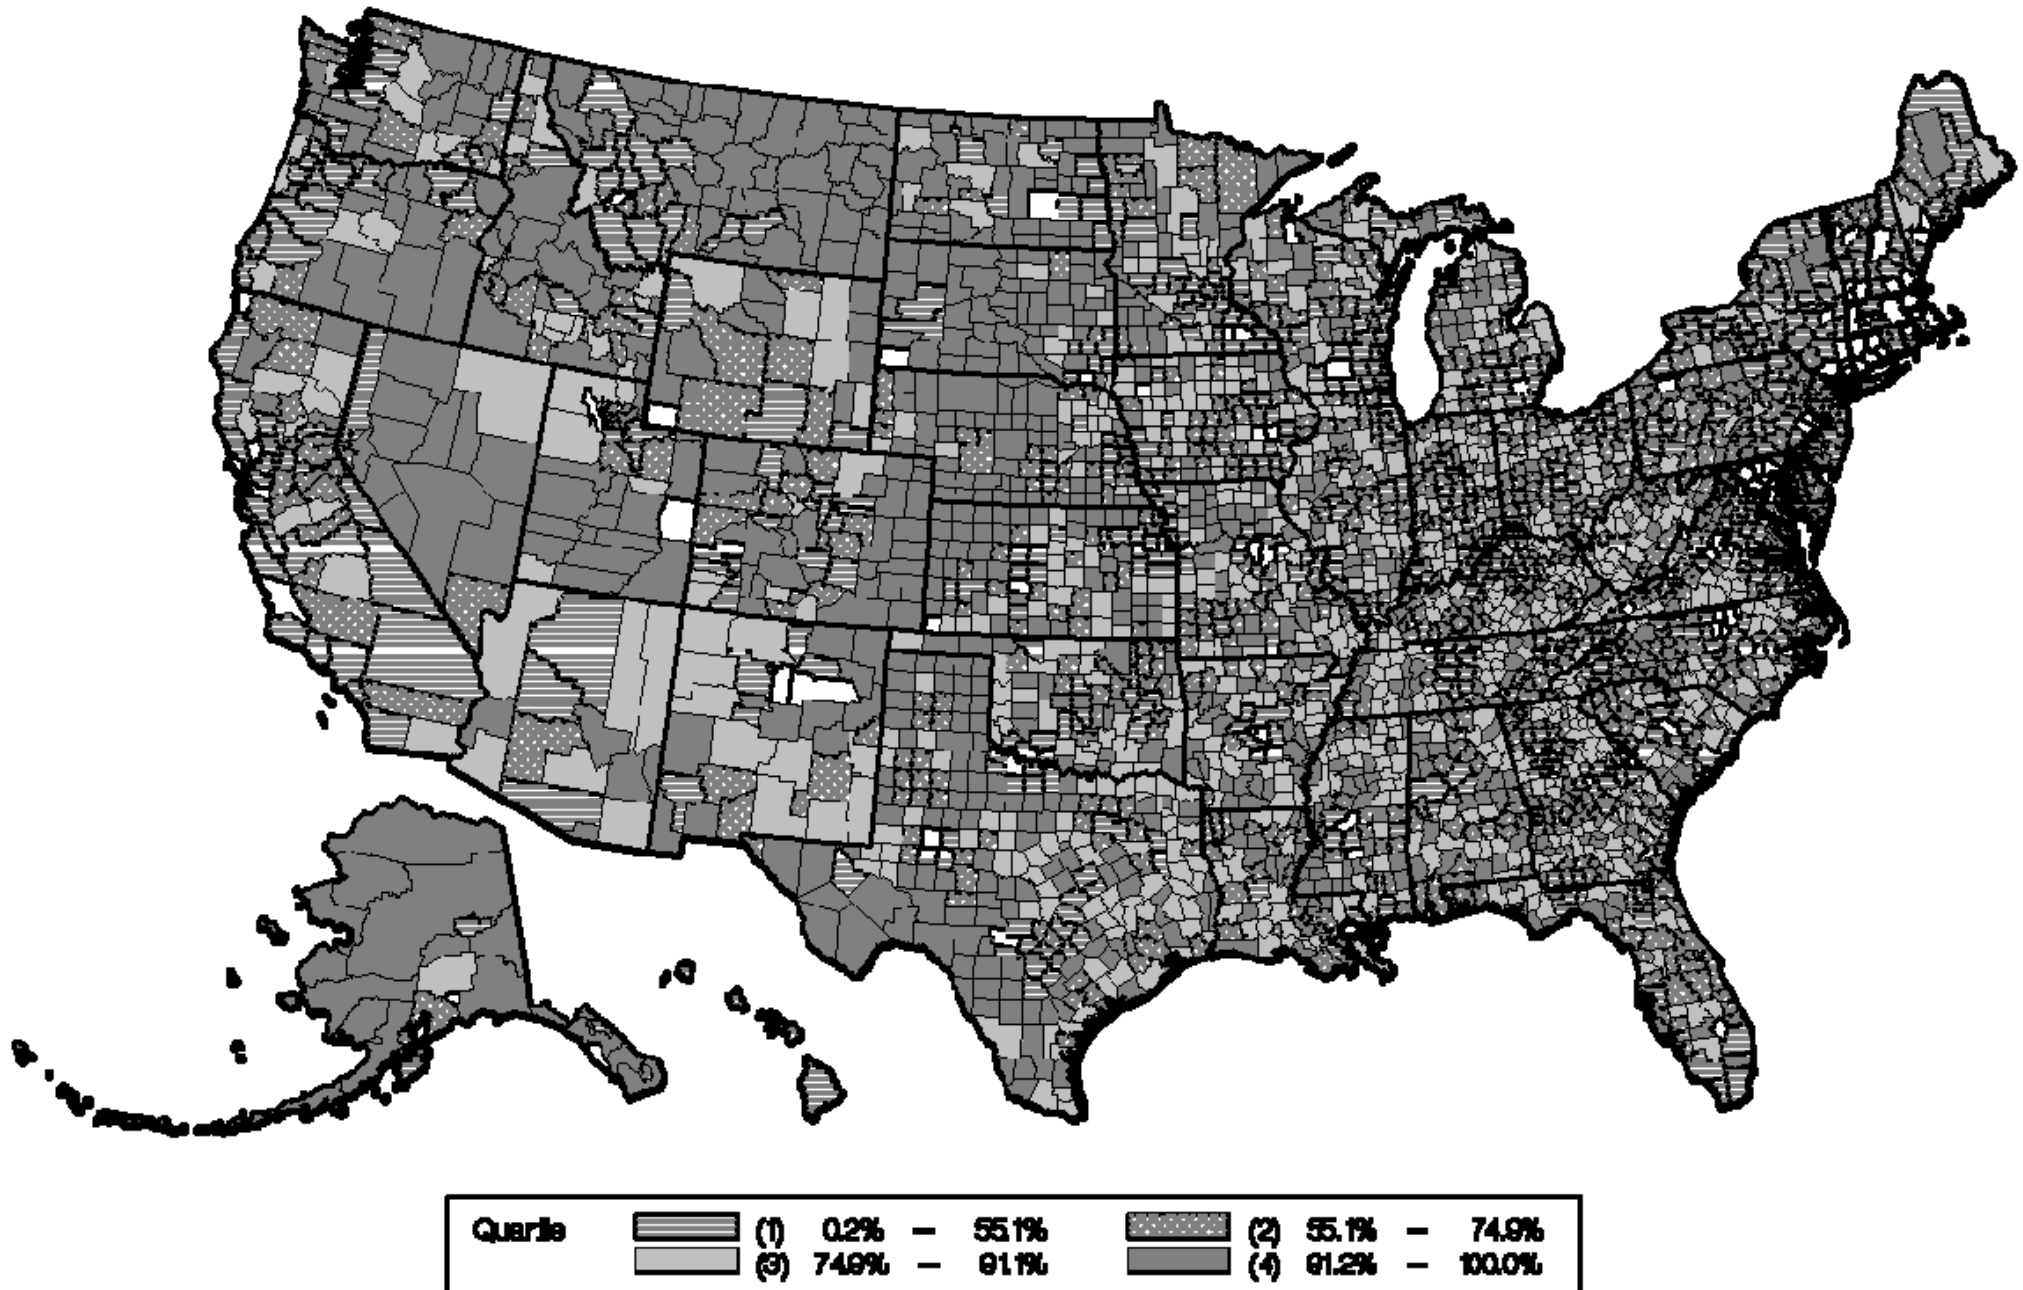 Quartile (1) 0.2% – 55.1% (2) 55.1% – 74.9%
(3) 74.9% – 91.1% (4) 91.2% – 100.0%